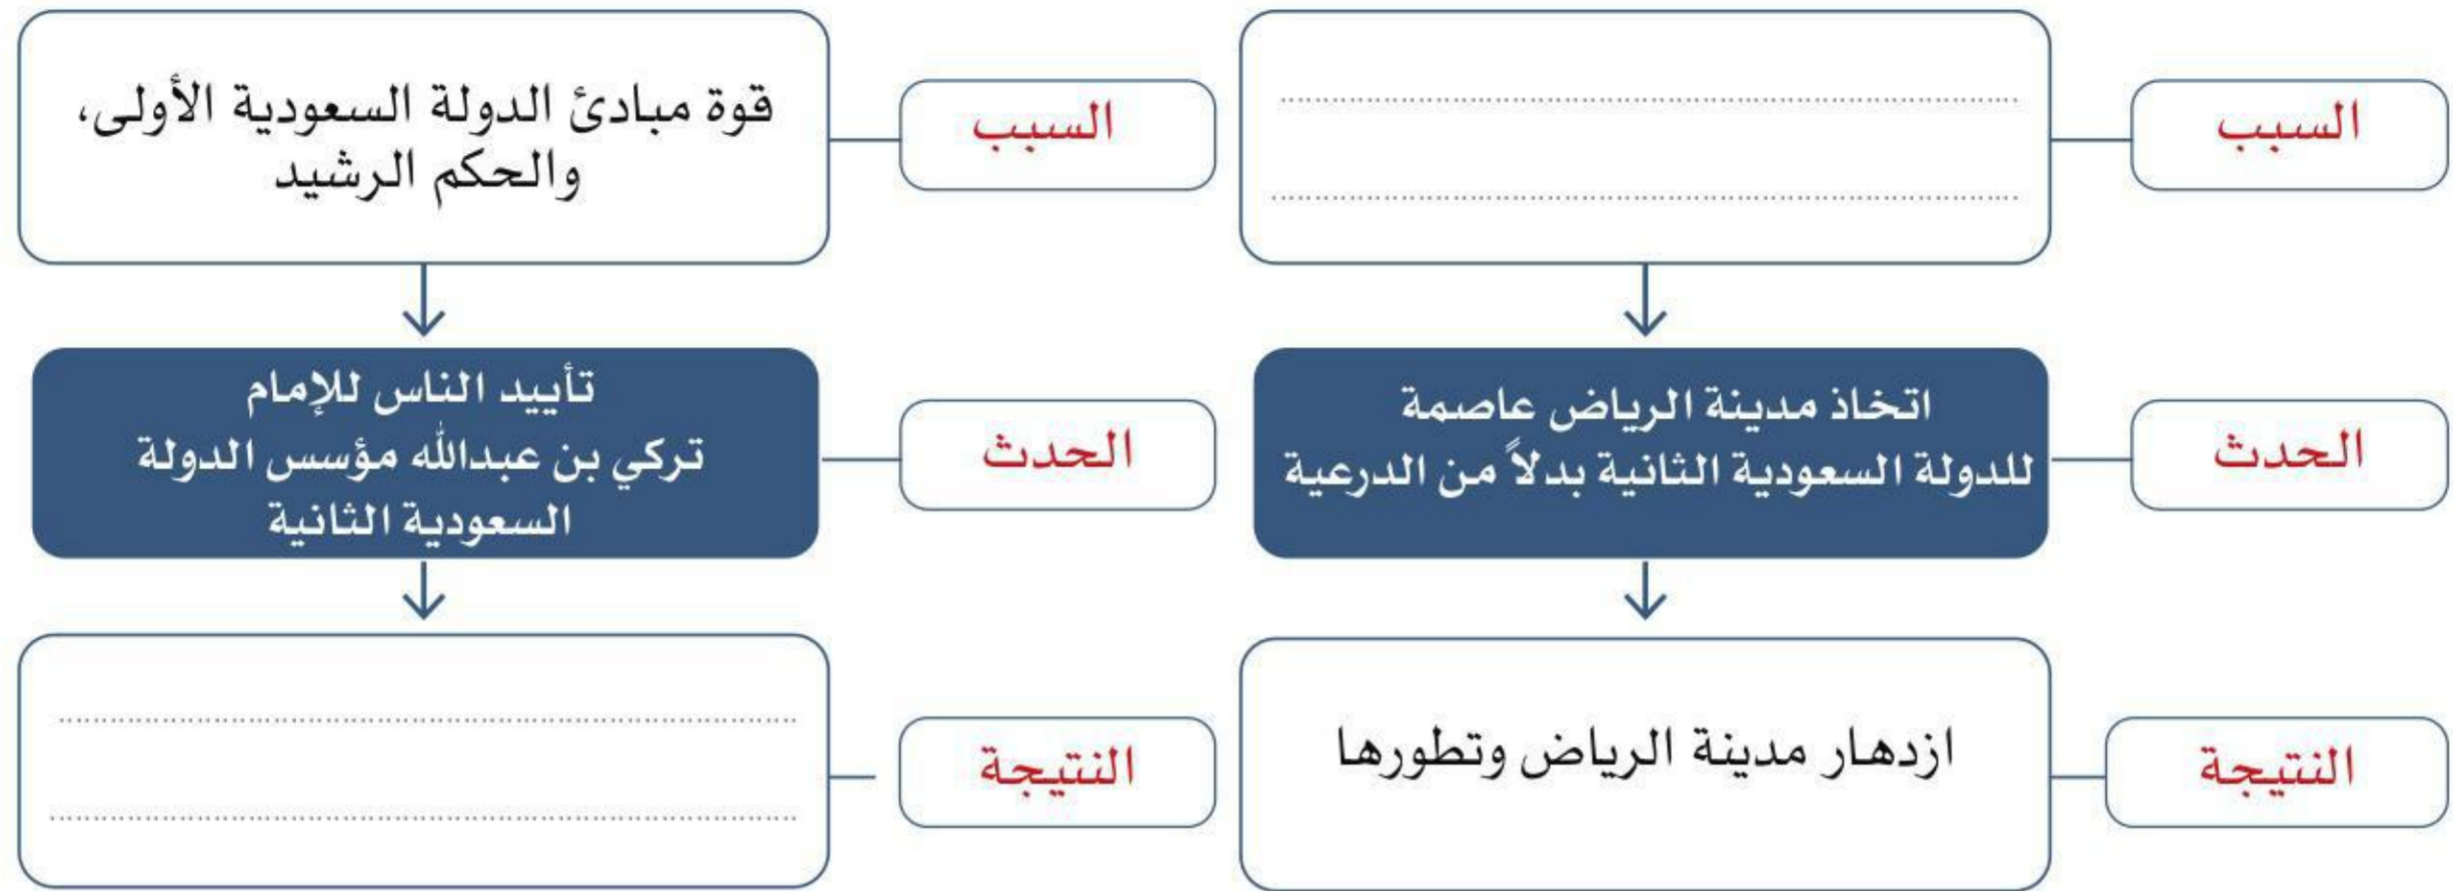 السبب
الحدث
اتخاذ مدينة الرياض عاصمة
للدولة السعودية الثانية بدلاً من الدرعية
النتيجة
ازدهار مدينة الرياض وتطورها
السبب
قوة مبادئ الدولة السعودية الأولى،
والحكم الرشيد
الحدث
تأييد الناس للإمام
تركي بن عبدالله مؤسس الدولة
السعودية الثانية
النتيجة